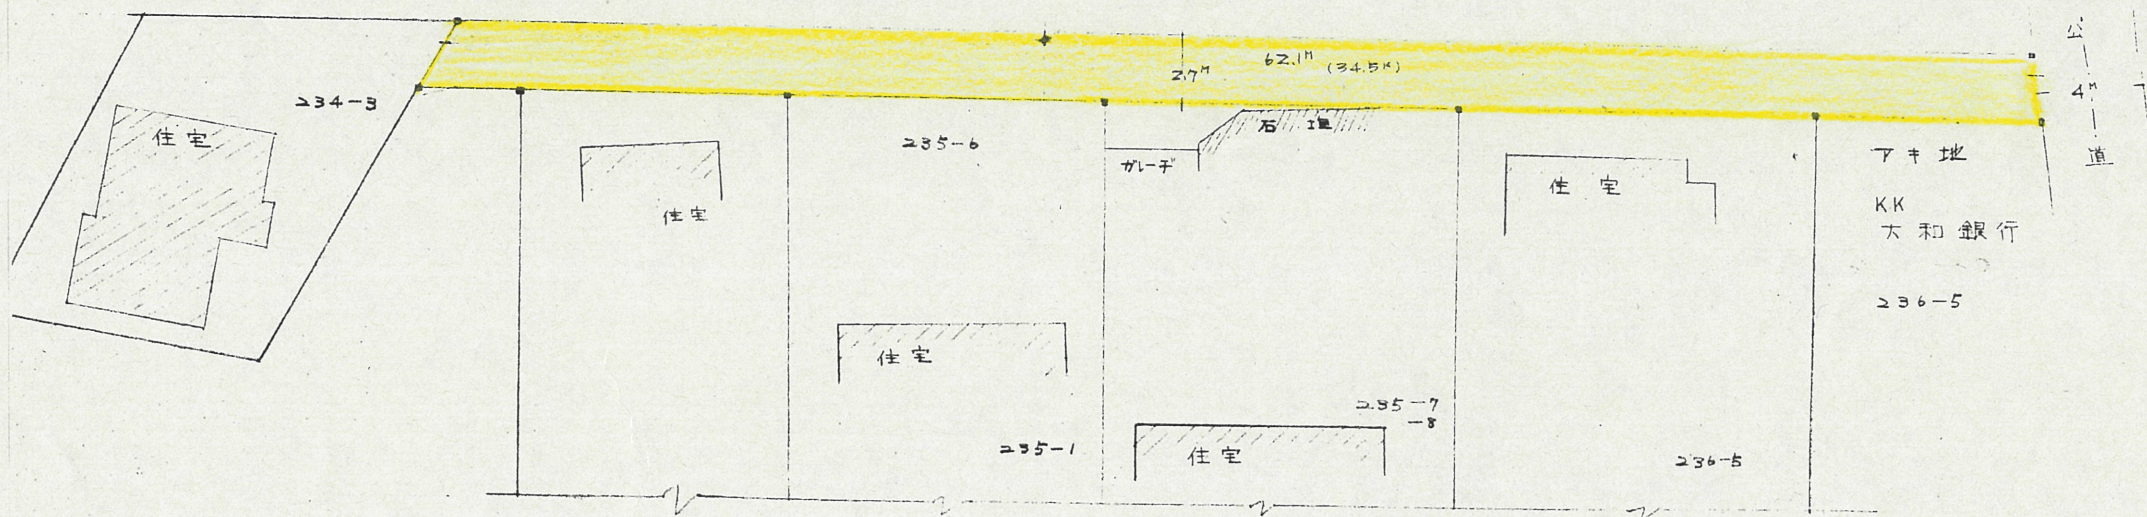 234-3
住宅
住宅
235-6
住宅
235-1
2.7M
62.1M (34.5K)
ガレーヂ
石垣
住宅
235-7
-8
住宅
236-5
アキ地
KK
大和銀行
236-5
公
4M
道